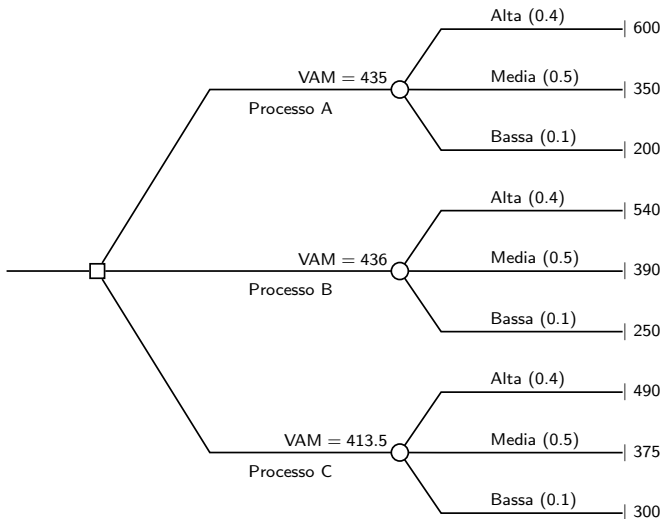 Alta (0.4)
600
VAM = 435
Media (0.5)
350
Processo A
Bassa (0.1)
200
Alta (0.4)
540
VAM = 436
Media (0.5)
390
Processo B
Bassa (0.1)
250
Alta (0.4)
490
VAM = 413.5
Media (0.5)
375
Processo C
Bassa (0.1)
300